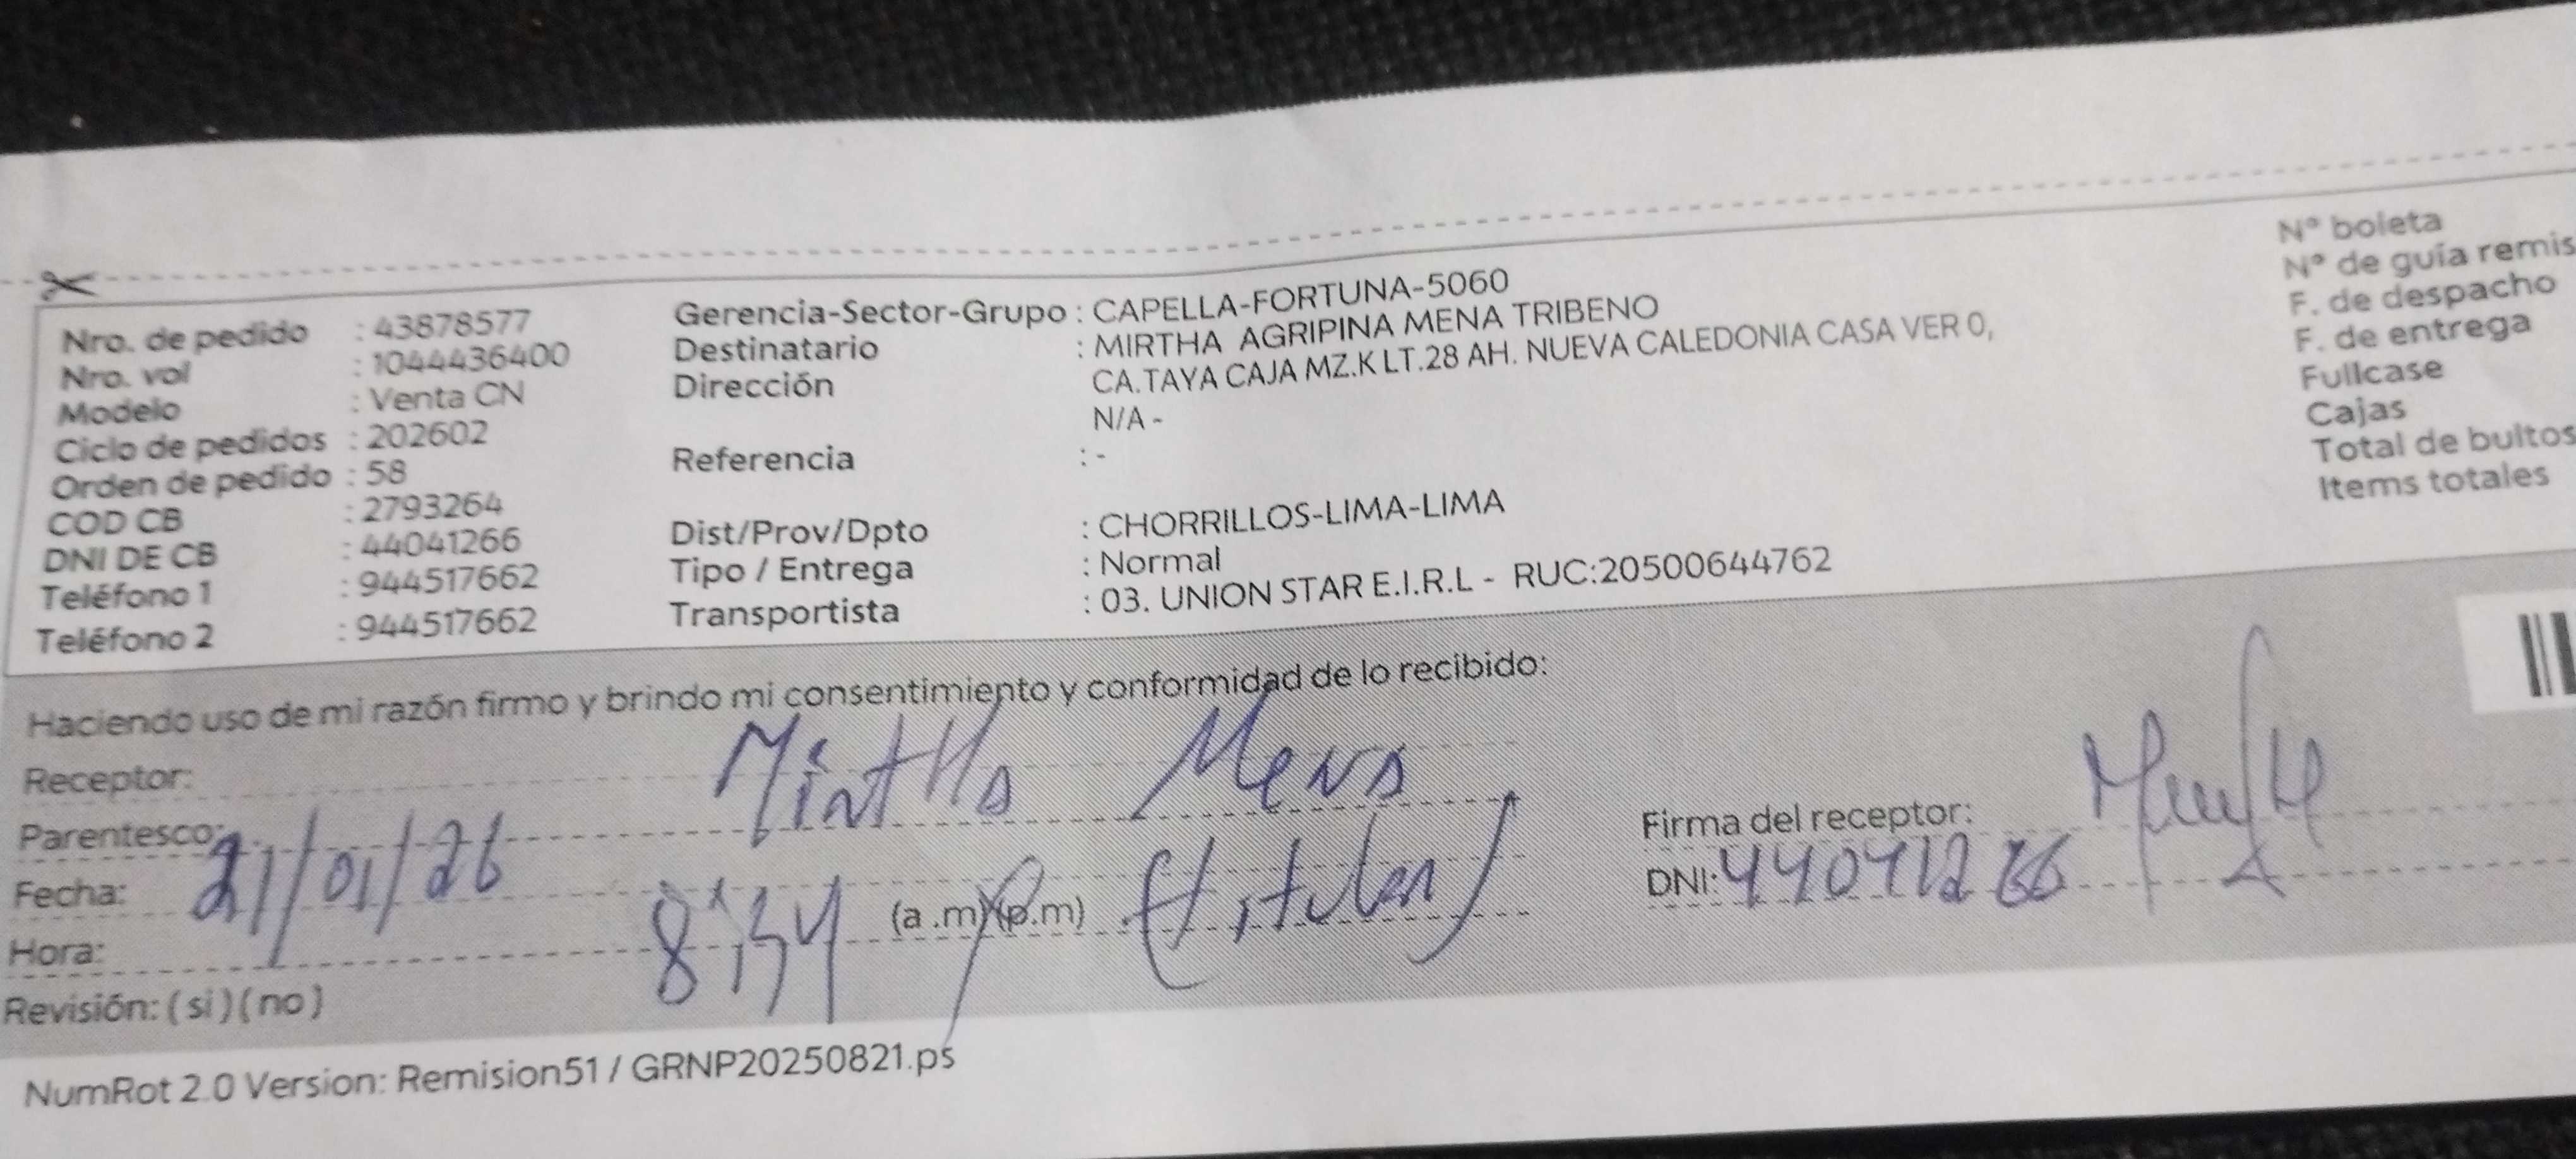 Nro. de pedido : 43878577
Nro. vol : 1044436400
Modelo : Venta CN
Ciclo de pedidos : 202602
Orden de pedido : 58
COD CB : 2793264
DNI DE CB : 44041266
Teléfono 1 : 944517662
Teléfono 2 : 944517662
Gerencia-Sector-Grupo : CAPELLA-FORTUNA-5060
Destinatario : MIRTHA AGRIPINA MENA TRIBENO
Dirección CA.TAYA CAJA MZ.K LT.28 AH. NUEVA CALEDONIA CASA VER 0,
N/A -
Referencia : -
Dist/Prov/Dpto : CHORRILLOS-LIMA-LIMA
Tipo / Entrega : Normal
Transportista : 03. UNION STAR E.I.R.L - RUC:20500644762
N° boleta
N° de guía remis
F. de despacho
F. de entrega
Fullcase
Cajas
Total de bultos
Items totales
Haciendo uso de mi razón firmo y brindo mi consentimiento y conformidad de lo recibido:
Receptor: Mirtha Mena
Parentesco:
Fecha: 21/01/26
Hora: 8:34 (a .m) (p.m) (titular)
Revisión: ( si ) ( no )
Firma del receptor:
DNI: 44041266
NumRot 2.0 Version: Remision51 / GRNP20250821.ps